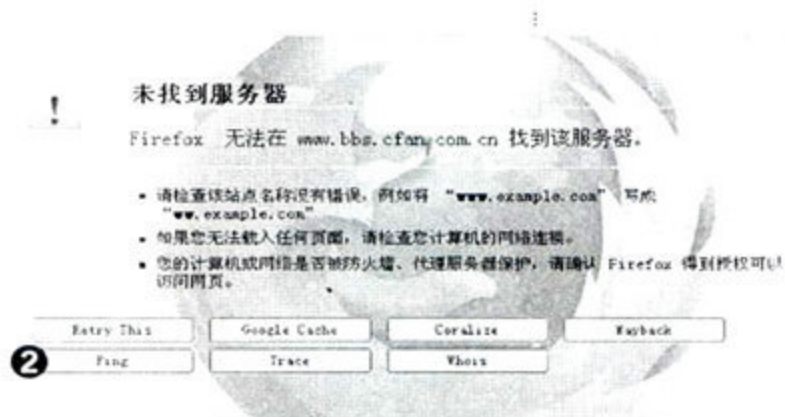 未找到服务器
Firefox 无法在 www.bbs.cfan.com.cn 找到该服务器。
▪ 请检查该站点名称没有错误，例如将 “www.example.com” 写成
“ww.example.com”
▪ 如果您无法载入任何页面，请检查您计算机的网络连接。
▪ 您的计算机或网络是否被防火墙、代理服务器保护，请确认 Firefox 得到授权可以
访问网页。
Retry This Google Cache Coralize Wayback
2 Ping Trace Whois